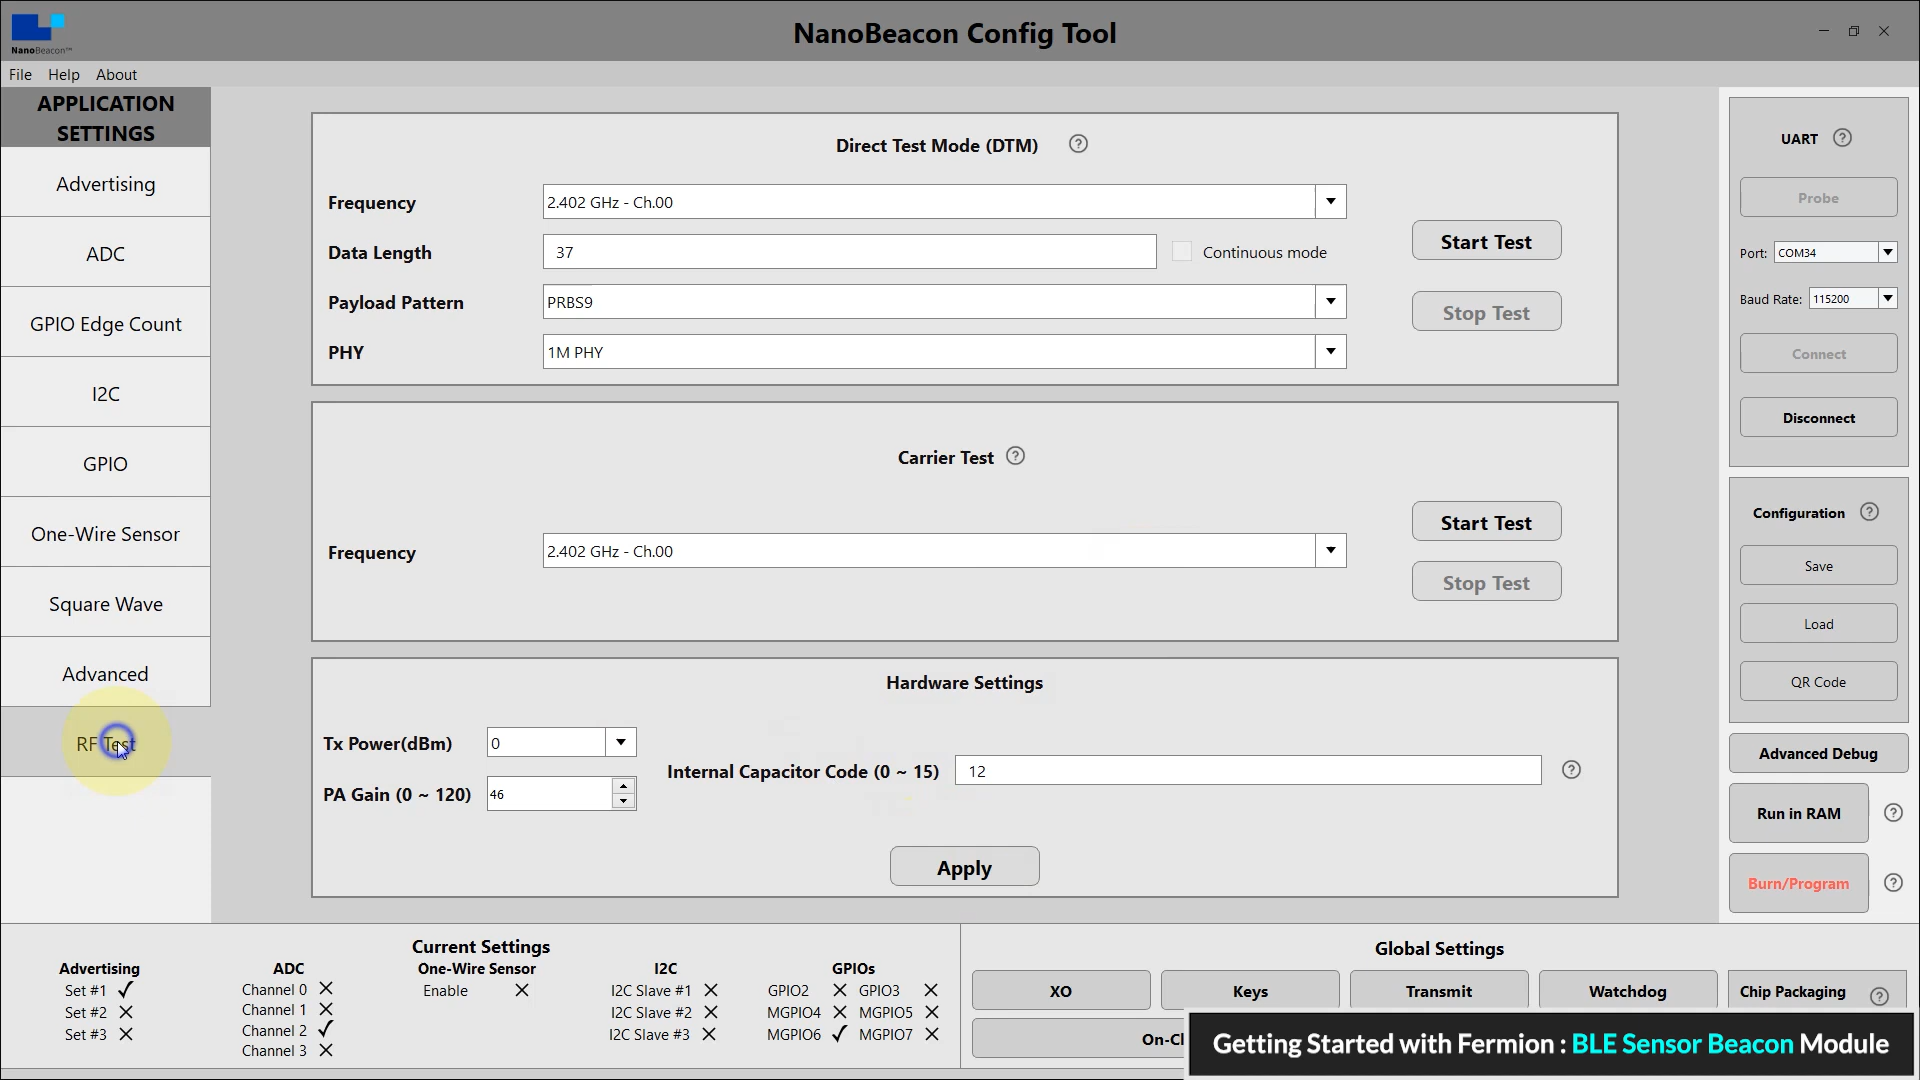 NanoBeacon Config Tool
NanoBeacon™
File Help About
APPLICATION
SETTINGS
Advertising
ADC
GPIO Edge Count
I2C
GPIO
One-Wire Sensor
Square Wave
Advanced
RF Test
Direct Test Mode (DTM) ?
Frequency 2.402 GHz - Ch.00
Data Length 37 Continuous mode
Payload Pattern PRBS9
PHY 1M PHY
Start Test
Stop Test
Carrier Test ?
Frequency 2.402 GHz - Ch.00
Start Test
Stop Test
Hardware Settings
Tx Power(dBm) 0
PA Gain (0 ~ 120) 46
Internal Capacitor Code (0 ~ 15) 12 ?
Apply
UART ?
Probe
Port: COM34
Baud Rate: 115200
Connect
Disconnect
Configuration ?
Save
Load
QR Code
Advanced Debug
Run in RAM ?
Burn/Program ?
Current Settings
Advertising
Set #1
Set #2
Set #3
ADC
Channel 0
Channel 1
Channel 2
Channel 3
One-Wire Sensor
Enable
I2C
I2C Slave #1
I2C Slave #2
I2C Slave #3
GPIOs
GPIO2 GPIO3
MGPIO4 MGPIO5
MGPIO6 MGPIO7
Global Settings
XO Keys Transmit Watchdog Chip Packaging ?
Getting Started with Fermion : BLE Sensor Beacon Module